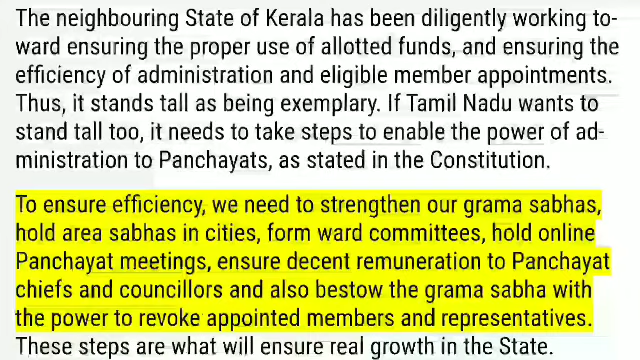 The neighbouring State of Kerala has been diligently working to-
ward ensuring the proper use of allotted funds, and ensuring the
efficiency of administration and eligible member appointments.
Thus, it stands tall as being exemplary. If Tamil Nadu wants to
stand tall too, it needs to take steps to enable the power of ad-
ministration to Panchayats, as stated in the Constitution.
To ensure efficiency, we need to strengthen our grama sabhas,
hold area sabhas in cities, form ward committees, hold online
Panchayat meetings, ensure decent remuneration to Panchayat
chiefs and councillors and also bestow the grama sabha with
the power to revoke appointed members and representatives.
These steps are what will ensure real growth in the State.